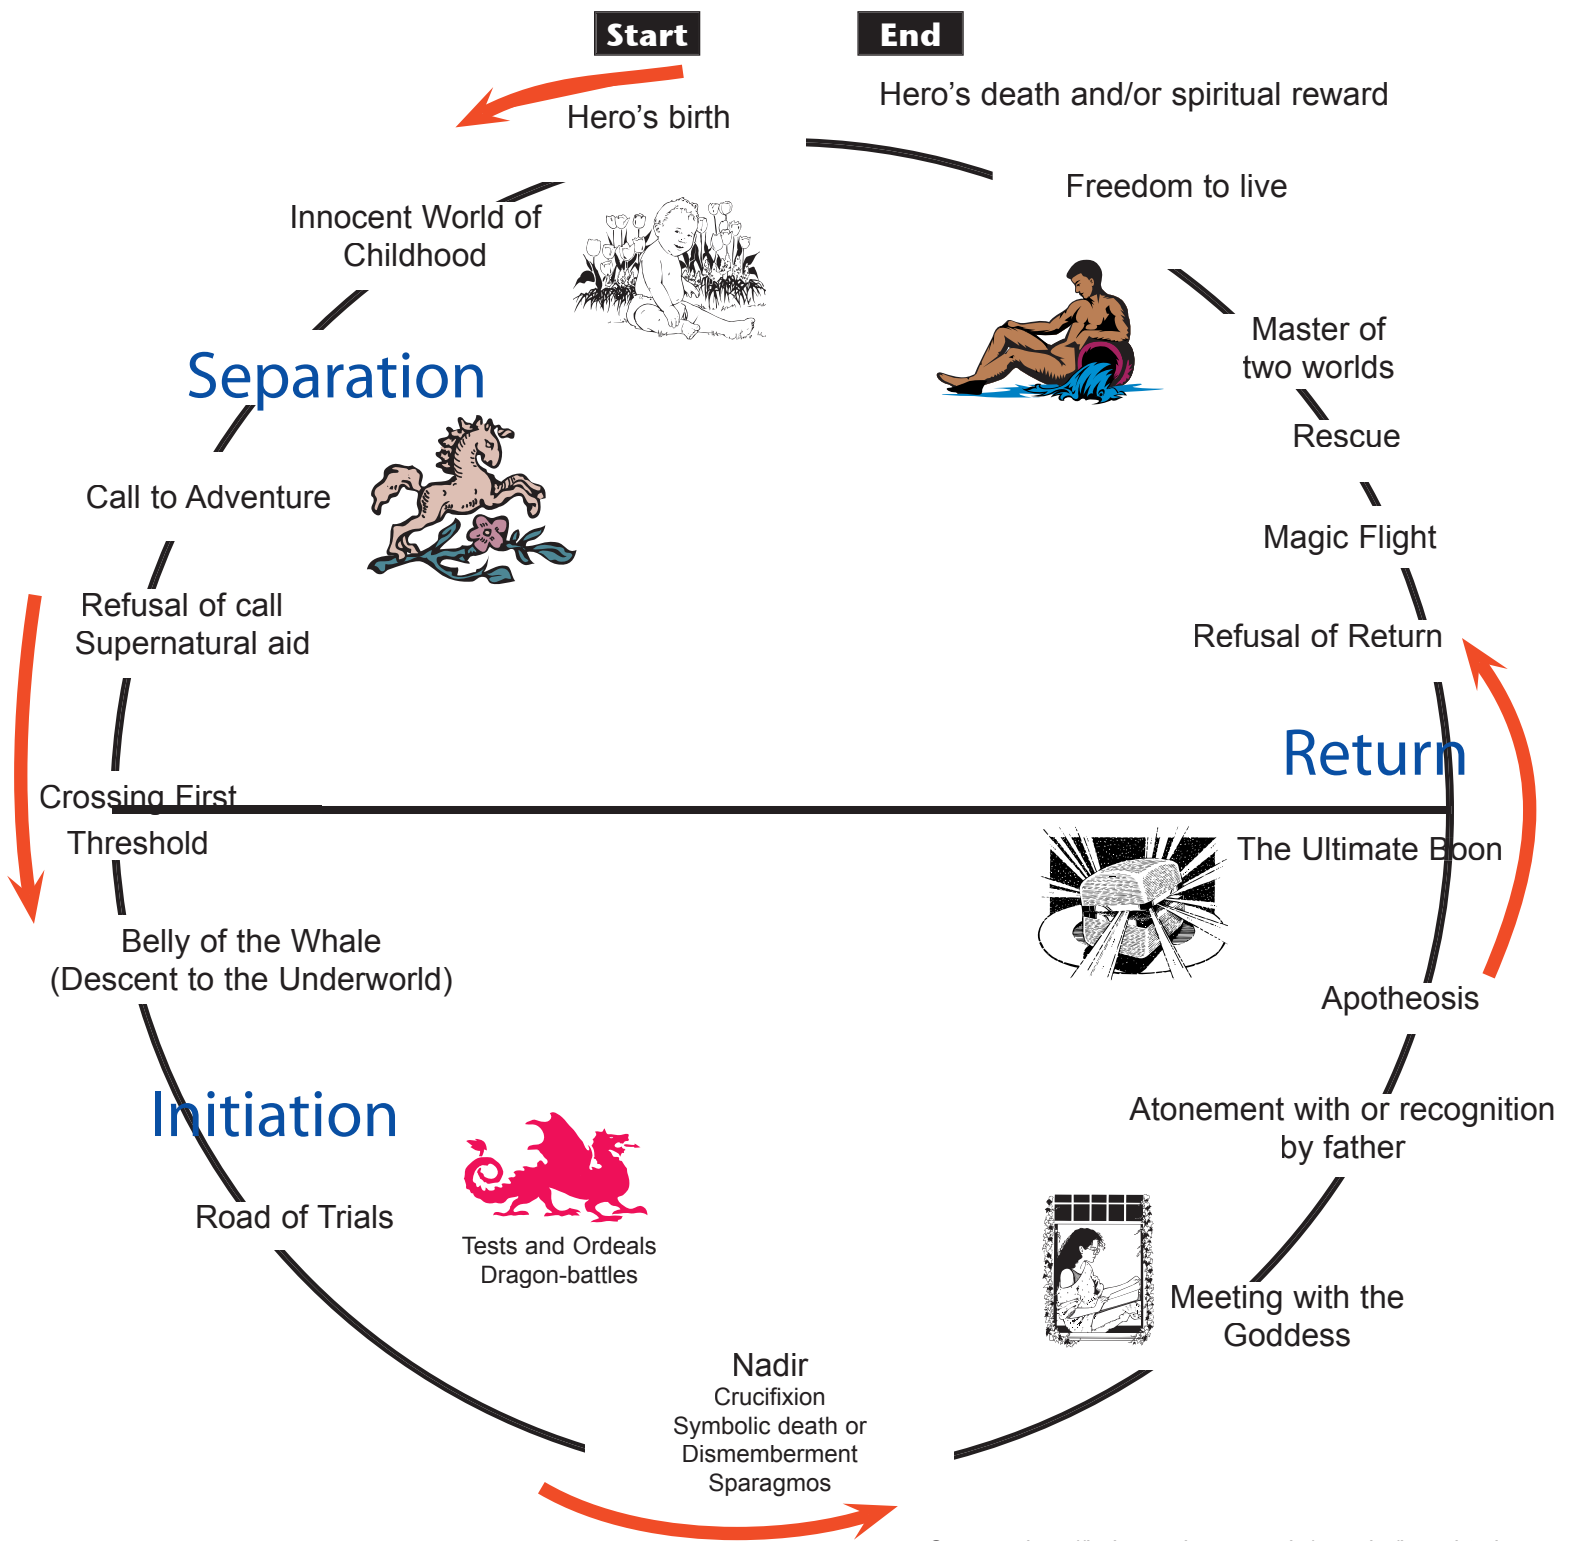 Start
End
Hero's birth
Hero's death and/or spiritual reward
Freedom to live
Innocent World of
Childhood
Master of
two worlds
Separation
Rescue
Call to Adventure
Magic Flight
Refusal of call
Supernatural aid
Refusal of Return
Return
Crossing First
Threshold
The Ultimate Boon
Belly of the Whale
(Descent to the Underworld)
Apotheosis
Initiation
Atonement with or recognition
by father
Road of Trials
Tests and Ordeals
Dragon-battles
Meeting with the
Goddess
Nadir
Crucifixion
Symbolic death or
Dismemberment
Sparagmos